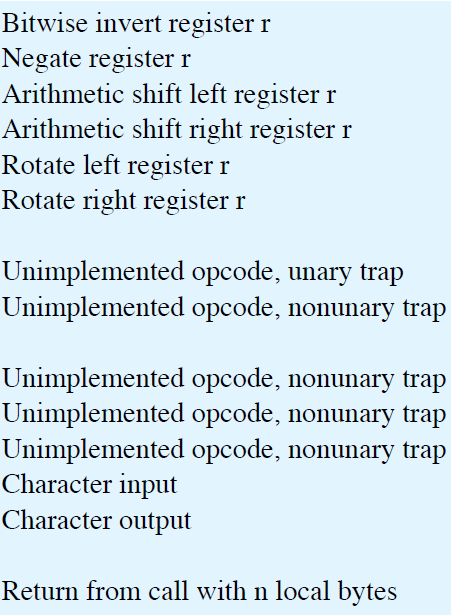 Bitwise invert register r
Negate register r
Arithmetic shift left register r
Arithmetic shift right register r
Rotate left register r
Rotate right register r
Unimplemented opcode, unary trap
Unimplemented opcode, nonunary trap
Unimplemented opcode, nonunary trap
Unimplemented opcode, nonunary trap
Unimplemented opcode, nonunary trap
Character input
Character output
Return from call with n local bytes